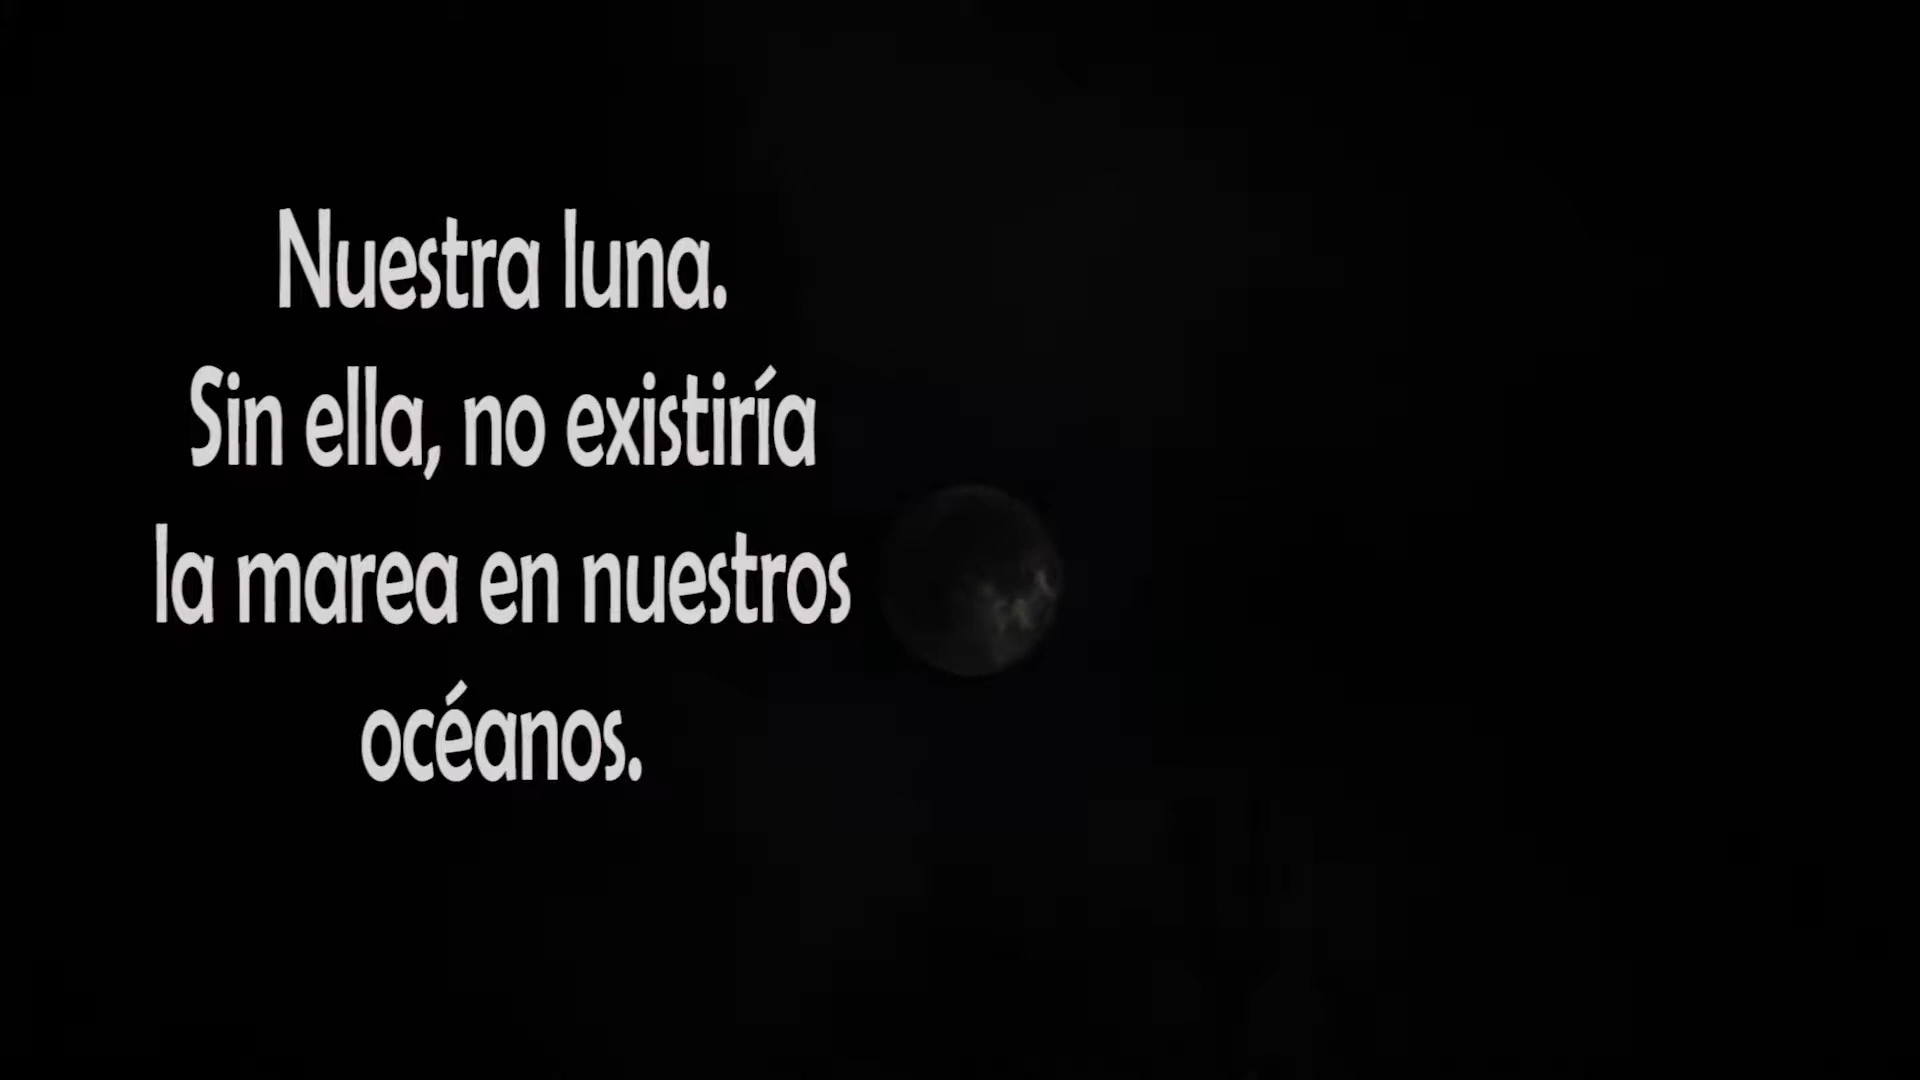 Nuestra luna.
Sin ella, no existiría
la marea en nuestros
océanos.